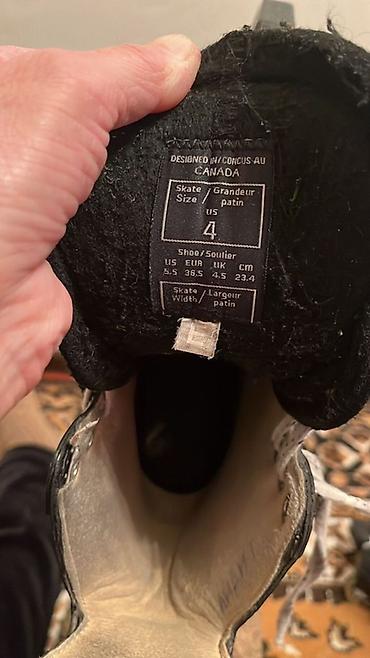 DESIGNED IN/CONCUS AU
CANADA
Skate Size / Grandeur patin
US
4
Shoe/Soulier
US EUR UK CM
5.5 36.5 4.5 23.4
Skate Width / Largeur patin